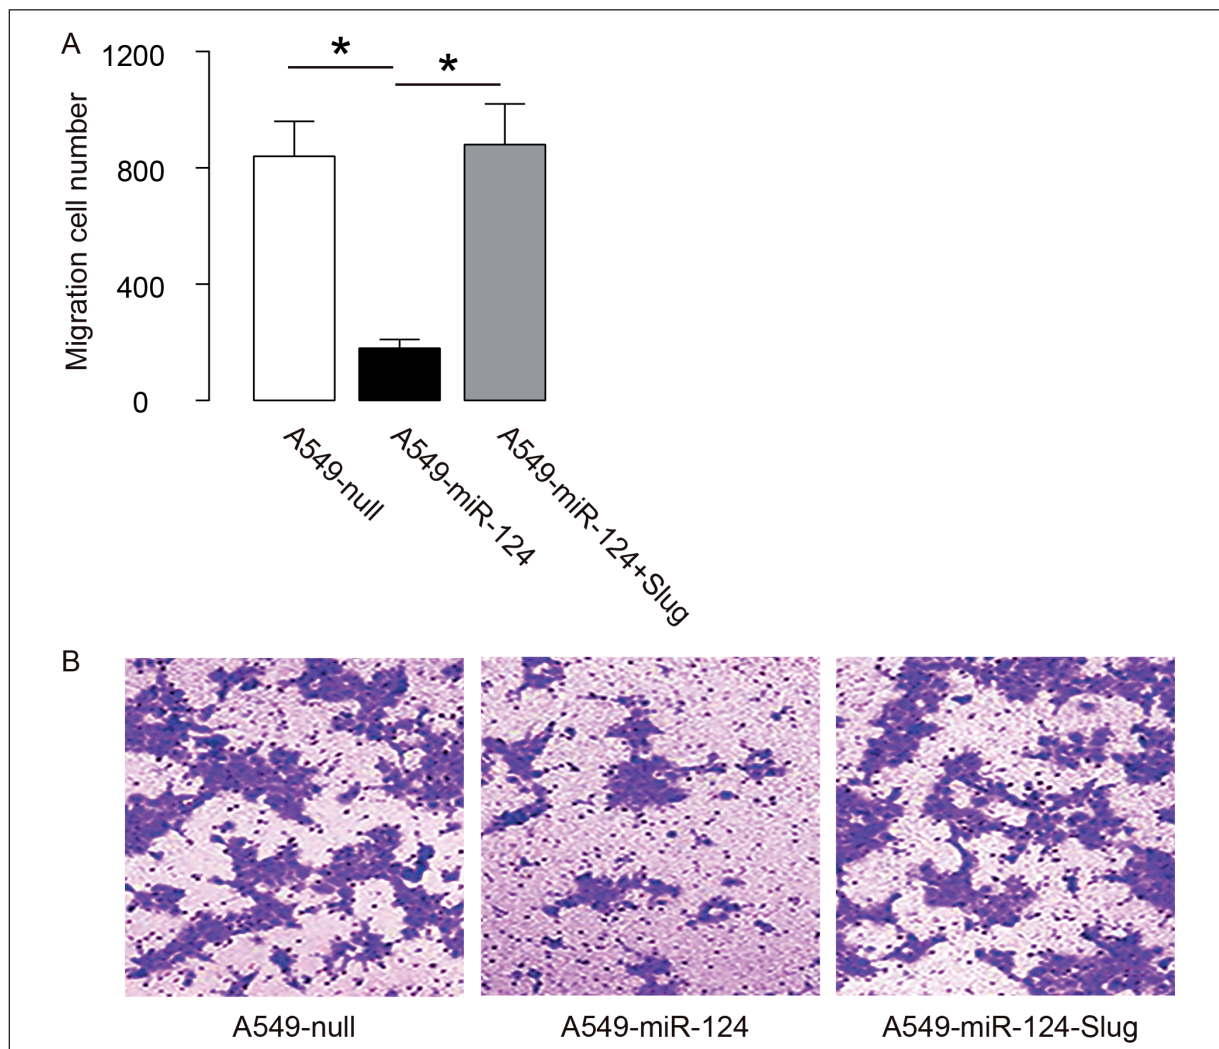 A
*
*
1200
800
400
0
Migration cell number
A549-null
A549-miR-124
A549-miR-124+Slug
B
A549-null
A549-miR-124
A549-miR-124-Slug